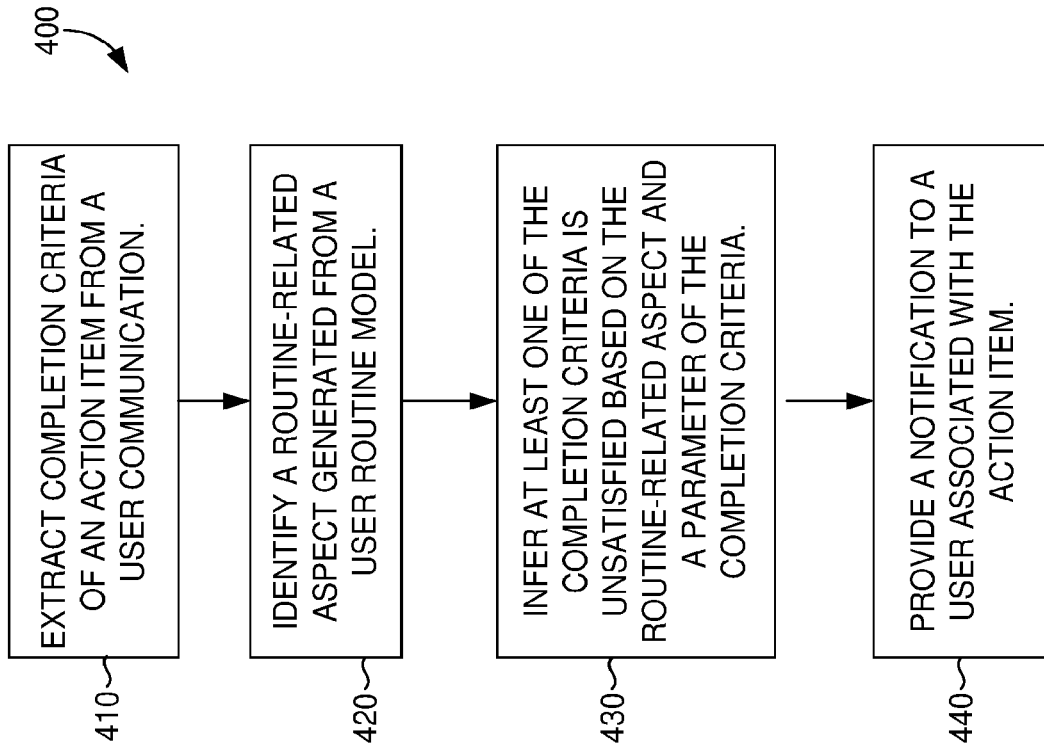 400
410
EXTRACT COMPLETION CRITERIA
OF AN ACTION ITEM FROM A
USER COMMUNICATION.
420
IDENTIFY A ROUTINE-RELATED
ASPECT GENERATED FROM A
USER ROUTINE MODEL.
430
INFER AT LEAST ONE OF THE
COMPLETION CRITERIA IS
UNSATISFIED BASED ON THE
ROUTINE-RELATED ASPECT AND
A PARAMETER OF THE
COMPLETION CRITERIA.
440
PROVIDE A NOTIFICATION TO A
USER ASSOCIATED WITH THE
ACTION ITEM.